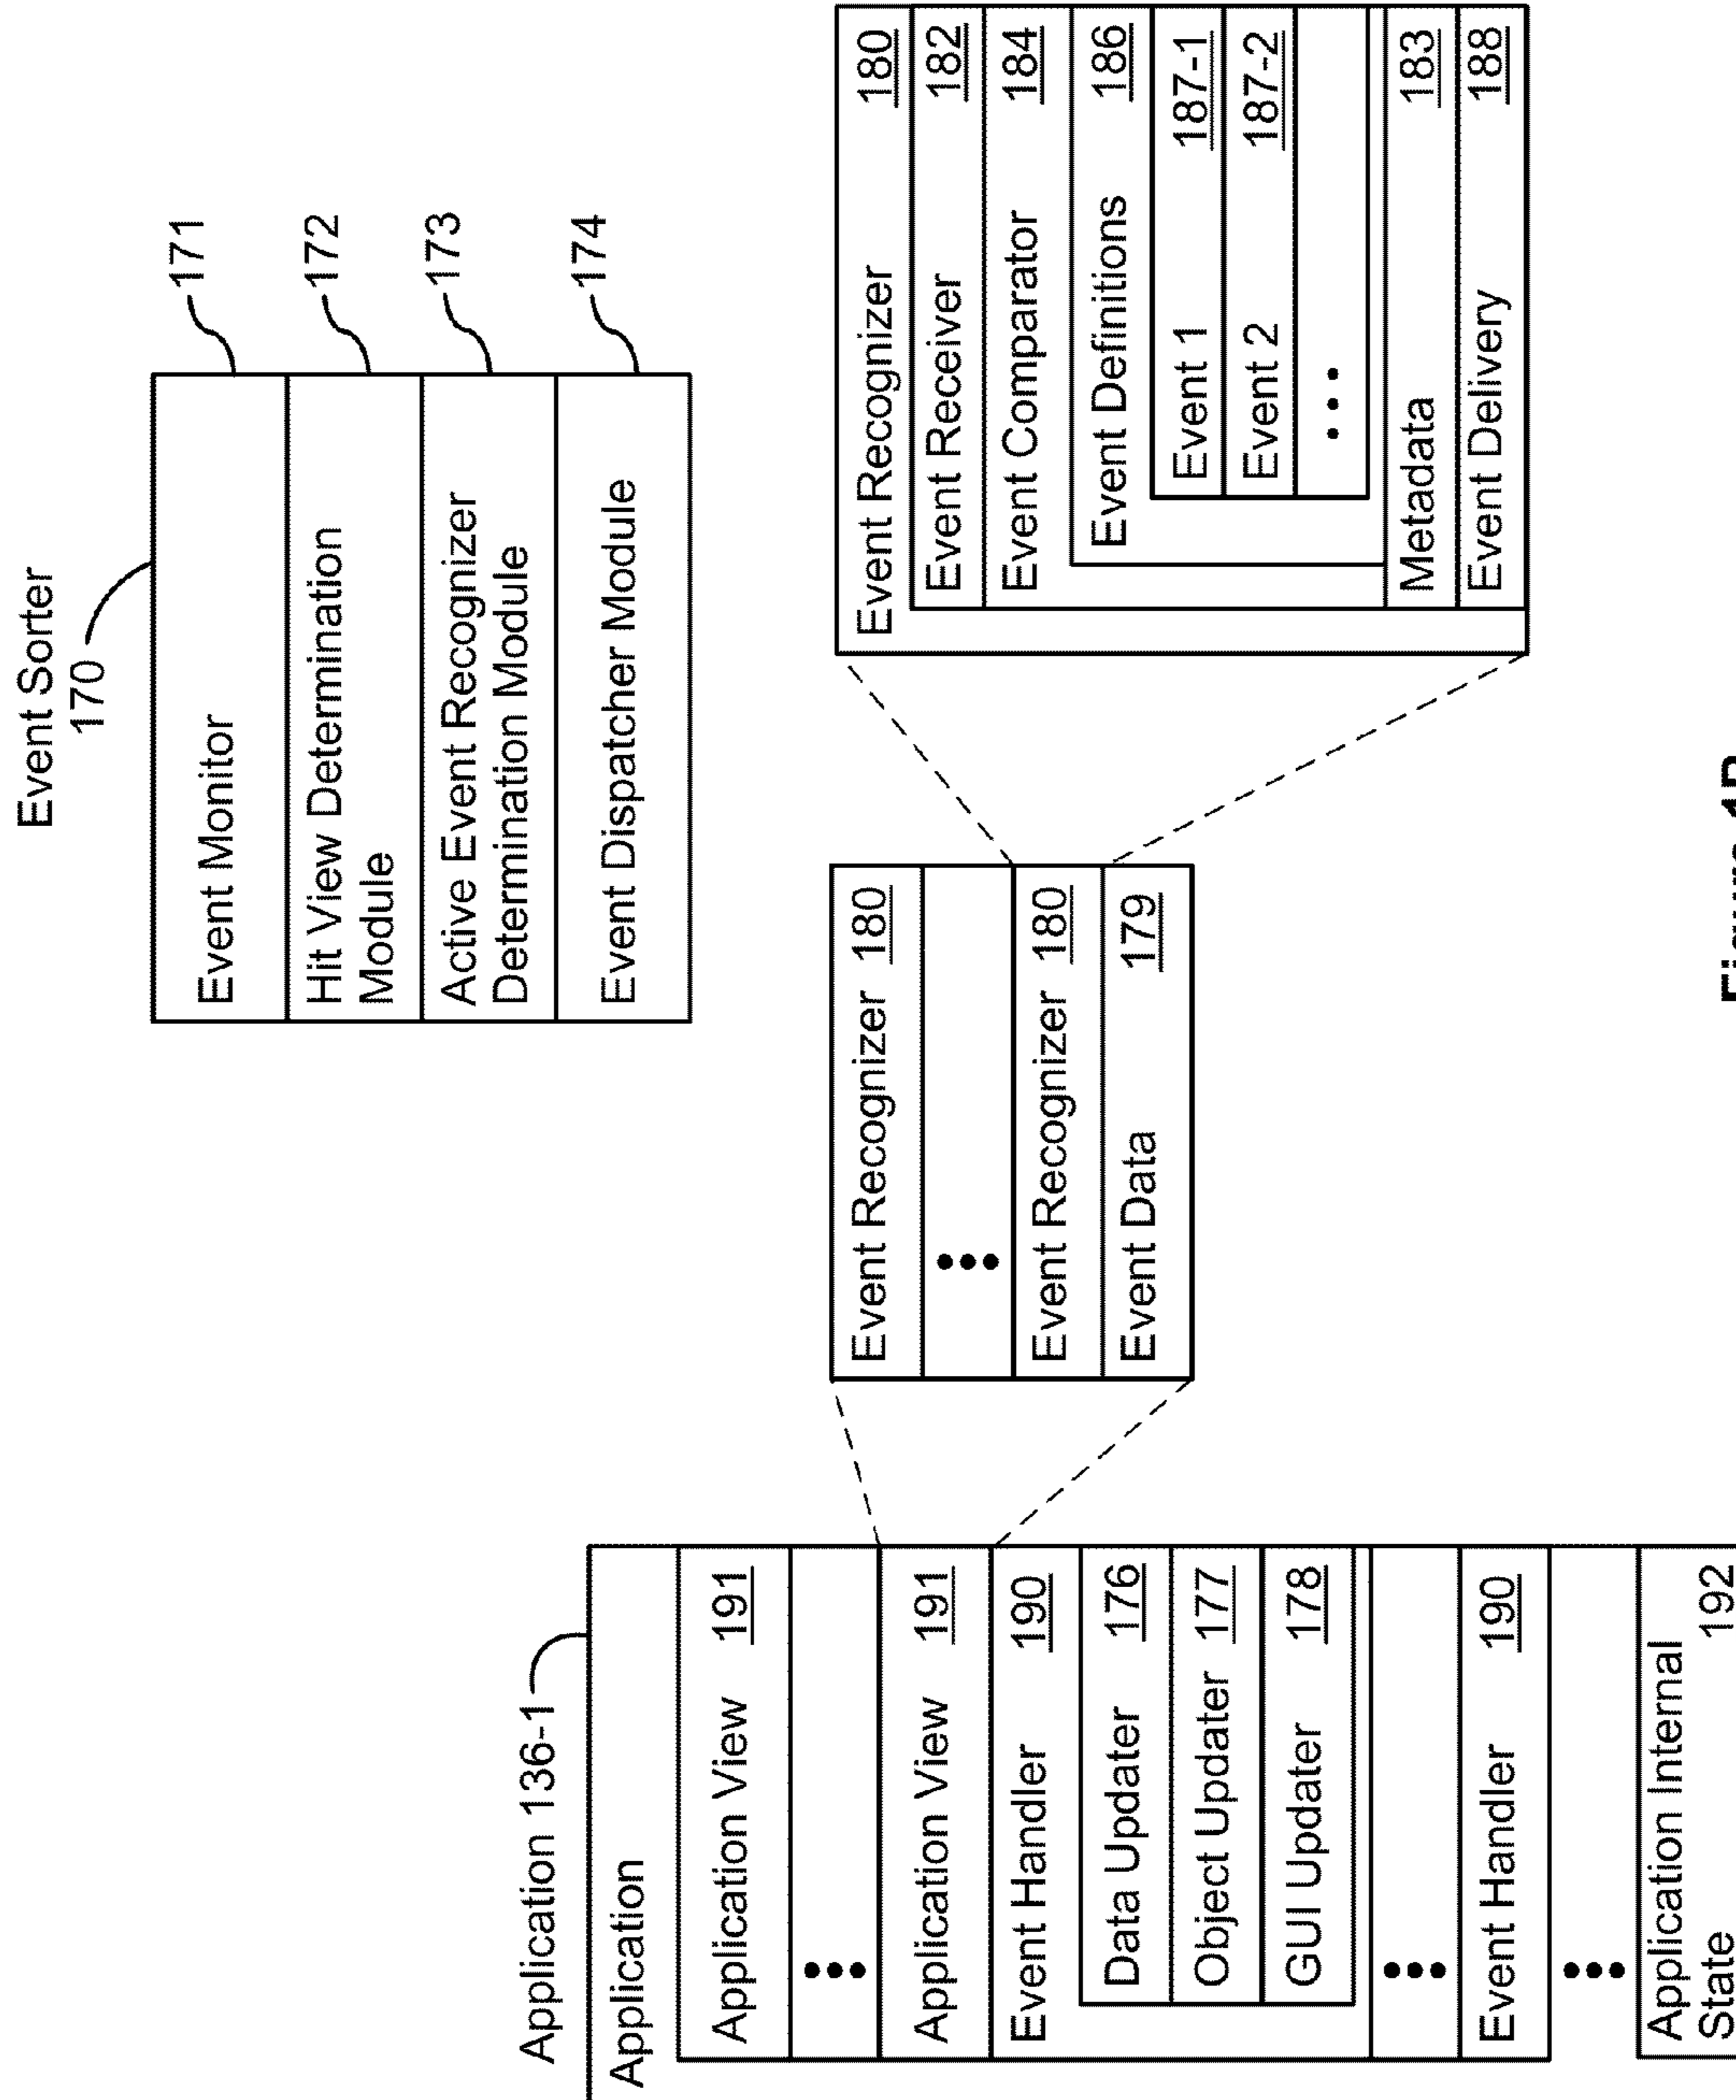 Event Sorter
170
Event Monitor
171
Hit View Determination
Module
172
Active Event Recognizer
Determination Module
173
Event Dispatcher Module
174
Application 136-1
Application
Application View 191
Application View 191
Event Handler 190
Data Updater 176
Object Updater 177
GUI Updater 178
Event Handler 190
Application Internal
State 192
Event Recognizer 180
Event Recognizer 180
Event Data 179
Event Recognizer 180
Event Receiver 182
Event Comparator 184
Event Definitions 186
Event 1 187-1
Event 2 187-2
Metadata 183
Event Delivery 188